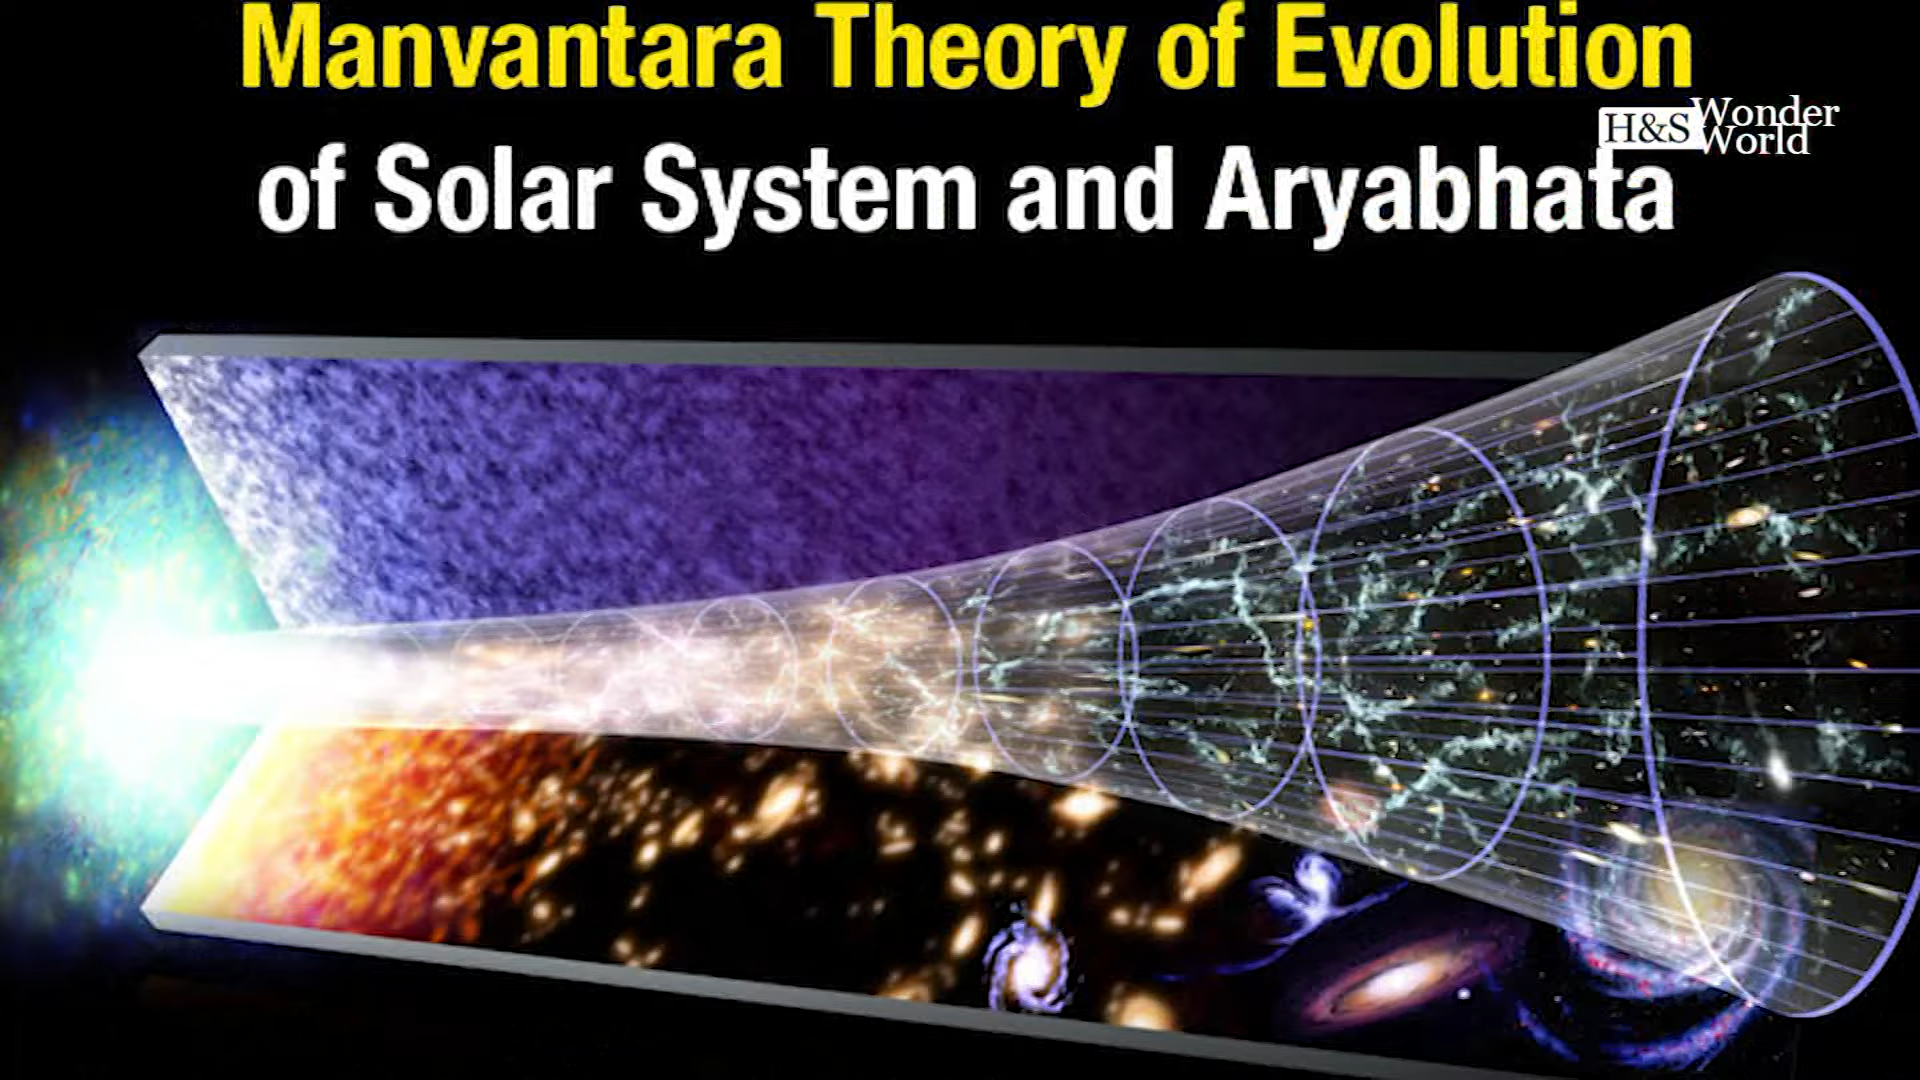 Manvantara Theory of Evolution
of Solar System and Aryabhata
H&S Wonder
World